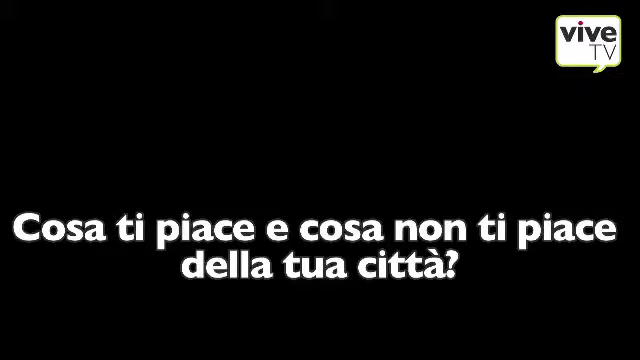 vive
TV
Cosa ti piace e cosa non ti piace
della tua città?